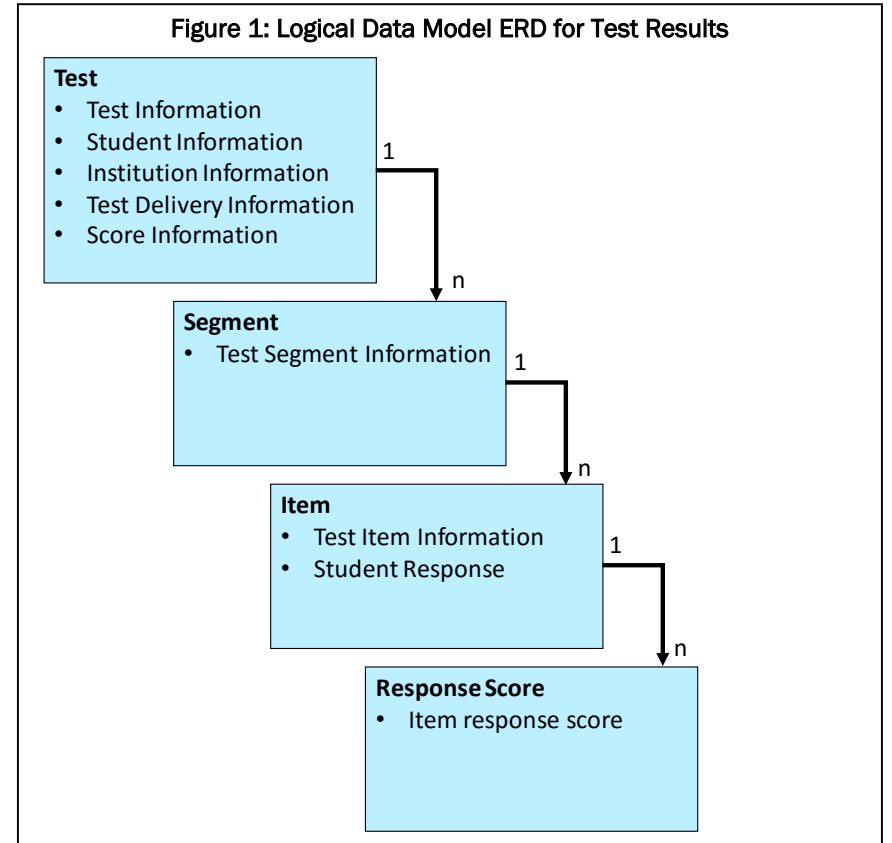 Figure 1: Logical Data Model ERD for Test Results
Test
• Test Information
• Student Information
• Institution Information
• Test Delivery Information
• Score Information
1
n
Segment
• Test Segment Information
1
n
Item
• Test Item Information
• Student Response
1
n
Response Score
• Item response score